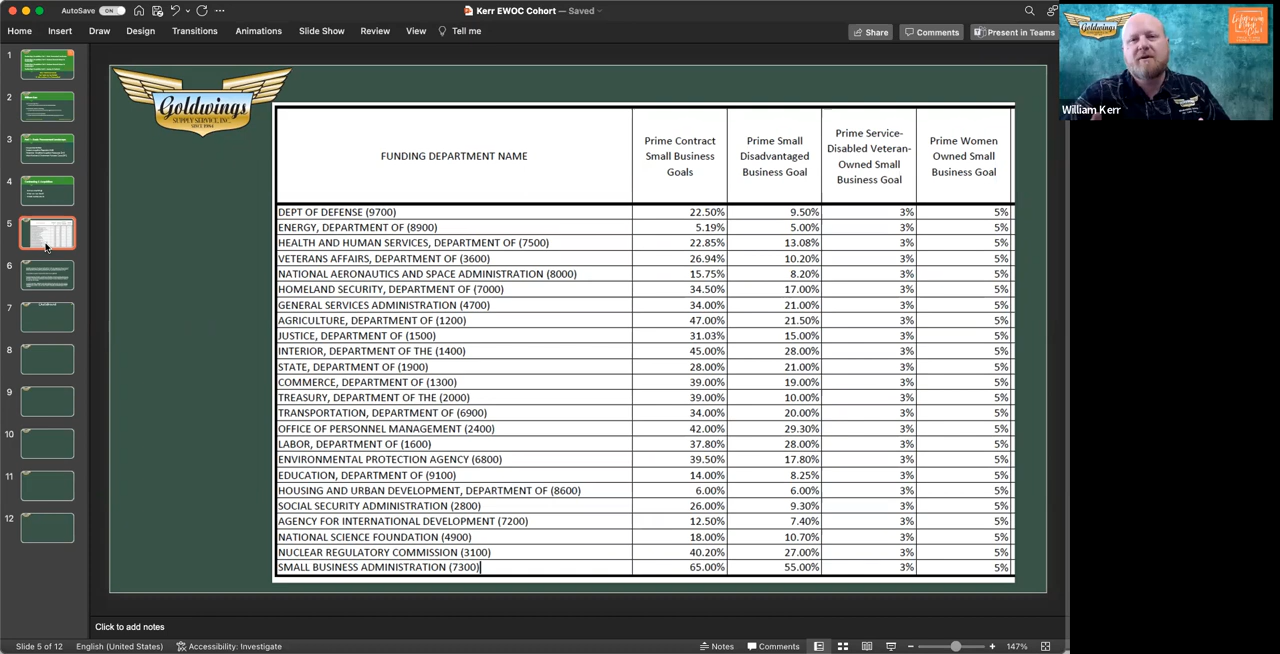 AutoSave ON
Kerr EWOC Cohort — Saved
Home Insert Draw Design Transitions Animations Slide Show Review View Tell me
Share Comments Present in Teams
Goldwings
William Kerr
1
2
3
4
5
6
7
8
9
10
11
12
Goldwings
SUPPLY SERVICE, INC.
SINCE 1984
FUNDING DEPARTMENT NAME
Prime Contract
Small Business
Goals
Prime Small
Disadvantaged
Business Goal
Prime Service-
Disabled Veteran-
Owned Small
Business Goal
Prime Women
Owned Small
Business Goal
DEPT OF DEFENSE (9700) 22.50% 9.50% 3% 5%
ENERGY, DEPARTMENT OF (8900) 5.19% 5.00% 3% 5%
HEALTH AND HUMAN SERVICES, DEPARTMENT OF (7500) 22.85% 13.08% 3% 5%
VETERANS AFFAIRS, DEPARTMENT OF (3600) 26.94% 10.20% 3% 5%
NATIONAL AERONAUTICS AND SPACE ADMINISTRATION (8000) 15.75% 8.20% 3% 5%
HOMELAND SECURITY, DEPARTMENT OF (7000) 34.50% 17.00% 3% 5%
GENERAL SERVICES ADMINISTRATION (4700) 34.00% 21.00% 3% 5%
AGRICULTURE, DEPARTMENT OF (1200) 47.00% 21.50% 3% 5%
JUSTICE, DEPARTMENT OF (1500) 31.03% 15.00% 3% 5%
INTERIOR, DEPARTMENT OF THE (1400) 45.00% 28.00% 3% 5%
STATE, DEPARTMENT OF (1900) 28.00% 21.00% 3% 5%
COMMERCE, DEPARTMENT OF (1300) 39.00% 19.00% 3% 5%
TREASURY, DEPARTMENT OF THE (2000) 39.00% 10.00% 3% 5%
TRANSPORTATION, DEPARTMENT OF (6900) 34.00% 20.00% 3% 5%
OFFICE OF PERSONNEL MANAGEMENT (2400) 42.00% 29.30% 3% 5%
LABOR, DEPARTMENT OF (1600) 37.80% 28.00% 3% 5%
ENVIRONMENTAL PROTECTION AGENCY (6800) 39.50% 17.80% 3% 5%
EDUCATION, DEPARTMENT OF (9100) 14.00% 8.25% 3% 5%
HOUSING AND URBAN DEVELOPMENT, DEPARTMENT OF (8600) 6.00% 6.00% 3% 5%
SOCIAL SECURITY ADMINISTRATION (2800) 26.00% 9.30% 3% 5%
AGENCY FOR INTERNATIONAL DEVELOPMENT (7200) 12.50% 7.40% 3% 5%
NATIONAL SCIENCE FOUNDATION (4900) 18.00% 10.70% 3% 5%
NUCLEAR REGULATORY COMMISSION (3100) 40.20% 27.00% 3% 5%
SMALL BUSINESS ADMINISTRATION (7300) 65.00% 55.00% 3% 5%
Click to add notes
Slide 5 of 12 English (United States) Accessibility: Investigate Notes Comments 147%